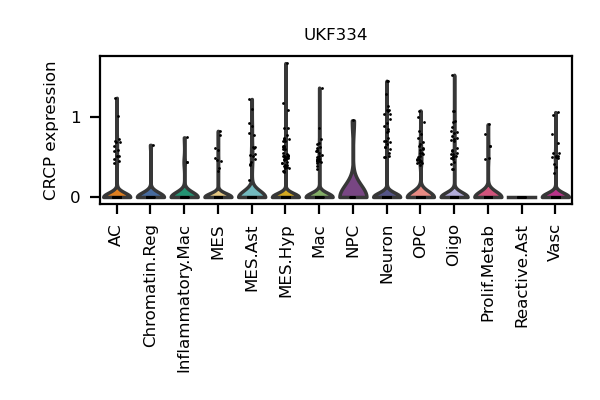 UKF334
CRCP expression
1
0
AC
Chromatin.Reg
Inflammatory.Mac
MES
MES.Ast
MES.Hyp
Mac
NPC
Neuron
OPC
Oligo
Prolif.Metab
Reactive.Ast
Vasc